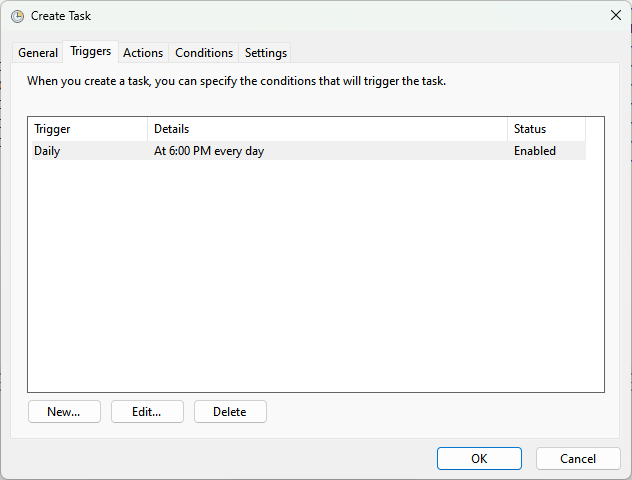 Create Task
General Triggers Actions Conditions Settings
When you create a task, you can specify the conditions that will trigger the task.
Trigger Details Status
Daily At 6:00 PM every day Enabled
New... Edit... Delete
OK Cancel